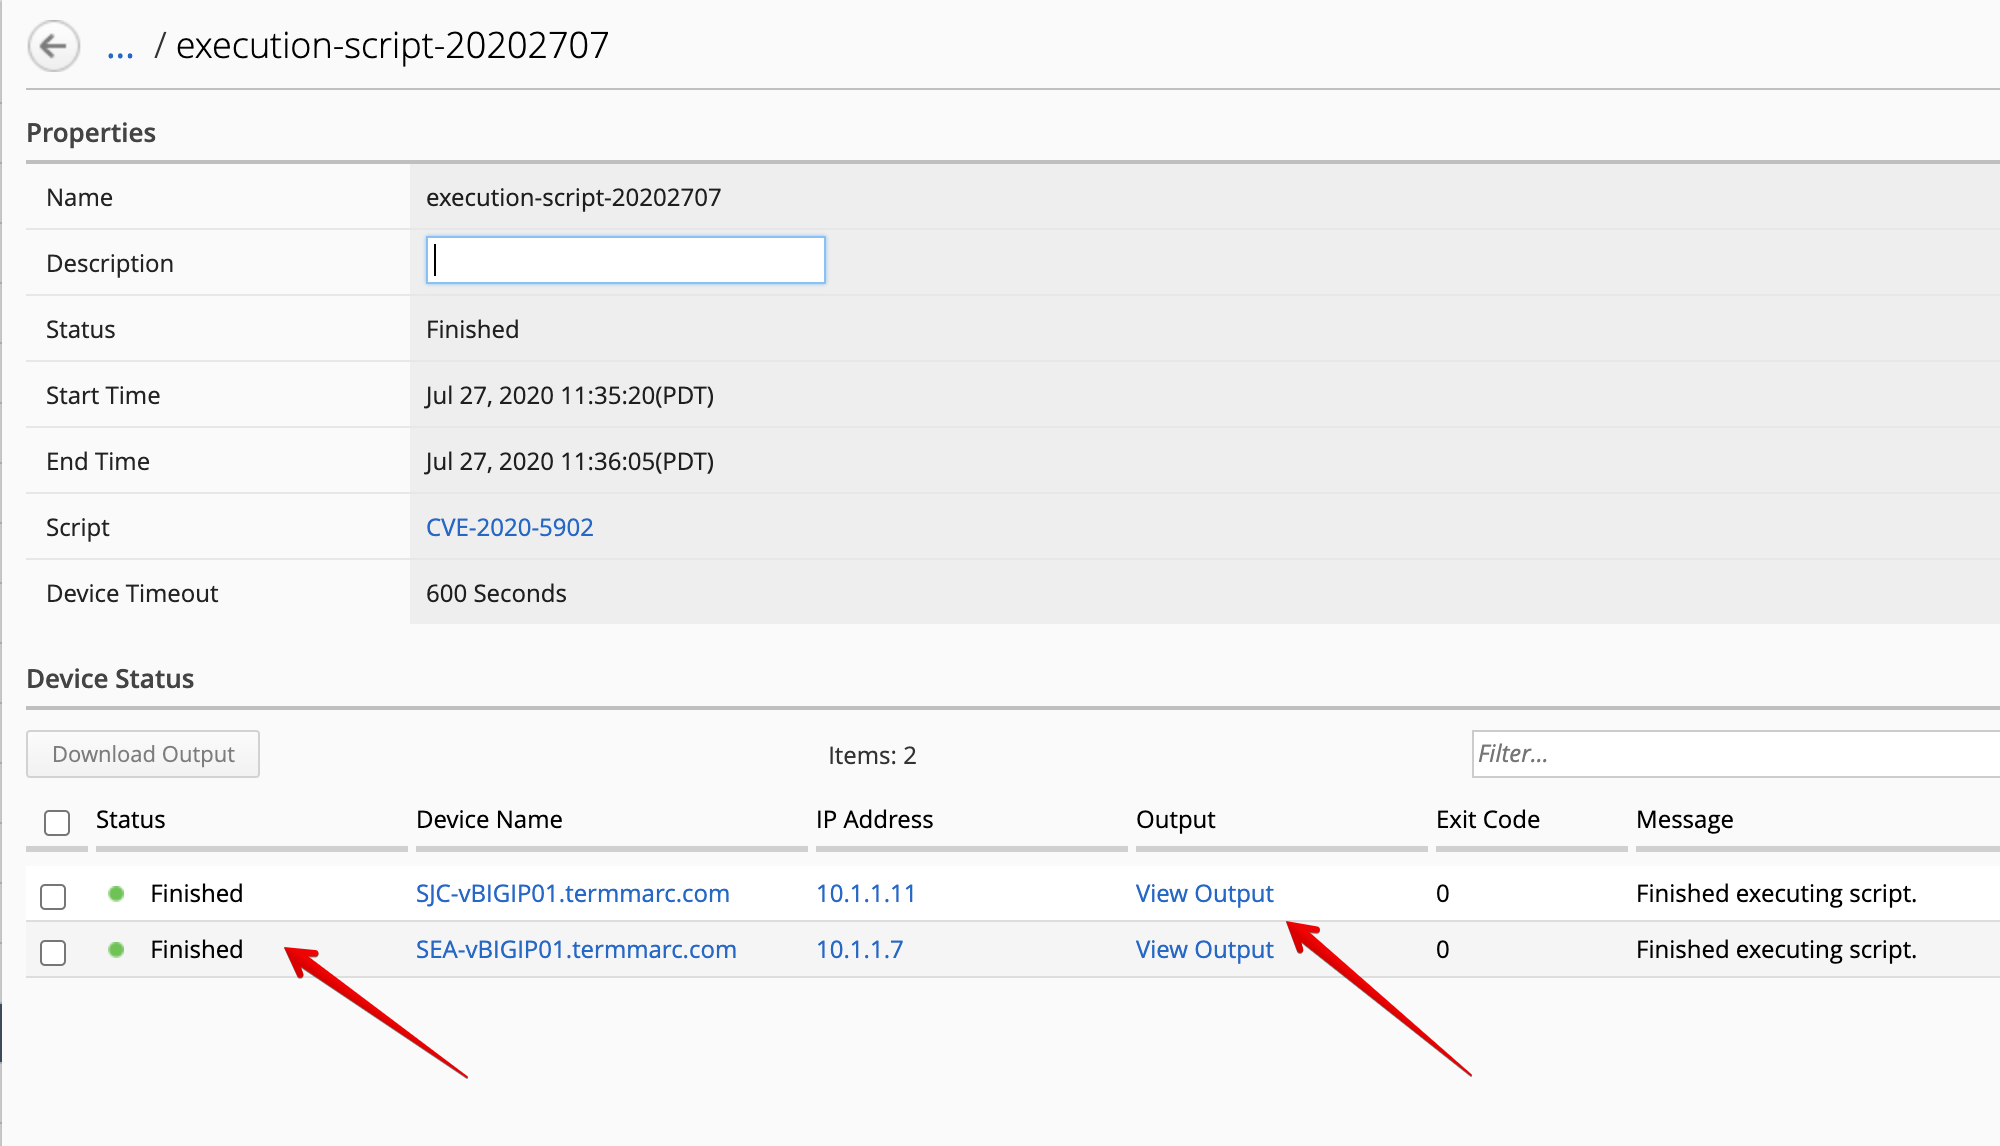 ... / execution-script-20202707
Properties
Name execution-script-20202707
Description
Status Finished
Start Time Jul 27, 2020 11:35:20(PDT)
End Time Jul 27, 2020 11:36:05(PDT)
Script CVE-2020-5902
Device Timeout 600 Seconds
Device Status
Download Output Items: 2 Filter...
Status Device Name IP Address Output Exit Code Message
Finished SJC-vBIGIP01.termmarc.com 10.1.1.11 View Output 0 Finished executing script.
Finished SEA-vBIGIP01.termmarc.com 10.1.1.7 View Output 0 Finished executing script.